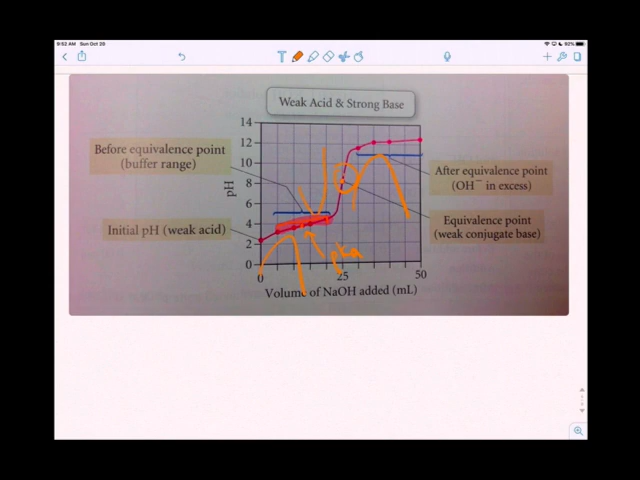 9:52 AM Sun Oct 20
92%
Weak Acid & Strong Base
14
12
10
8
6
4
2
0
pH
Before equivalence point
(buffer range)
Initial pH (weak acid)
After equivalence point
(OH⁻ in excess)
Equivalence point
(weak conjugate base)
pKa
0
25
50
Volume of NaOH added (mL)